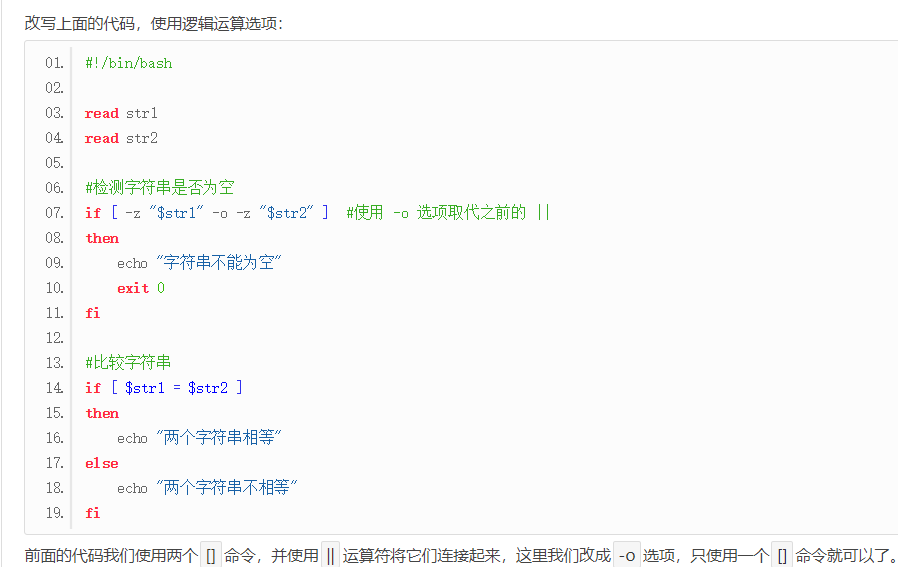 改写上面的代码，使用逻辑运算选项：
01. #!/bin/bash
02.
03. read str1
04. read str2
05.
06. #检测字符串是否为空
07. if [ -z "$str1" -o -z "$str2" ]  #使用 -o 选项取代之前的 ||
08. then
09.     echo "字符串不能为空"
10.     exit 0
11. fi
12.
13. #比较字符串
14. if [ $str1 = $str2 ]
15. then
16.     echo "两个字符串相等"
17. else
18.     echo "两个字符串不相等"
19. fi
前面的代码我们使用两个 [] 命令，并使用 || 运算符将它们连接起来，这里我们改成 -o 选项，只使用一个 [] 命令就可以了。